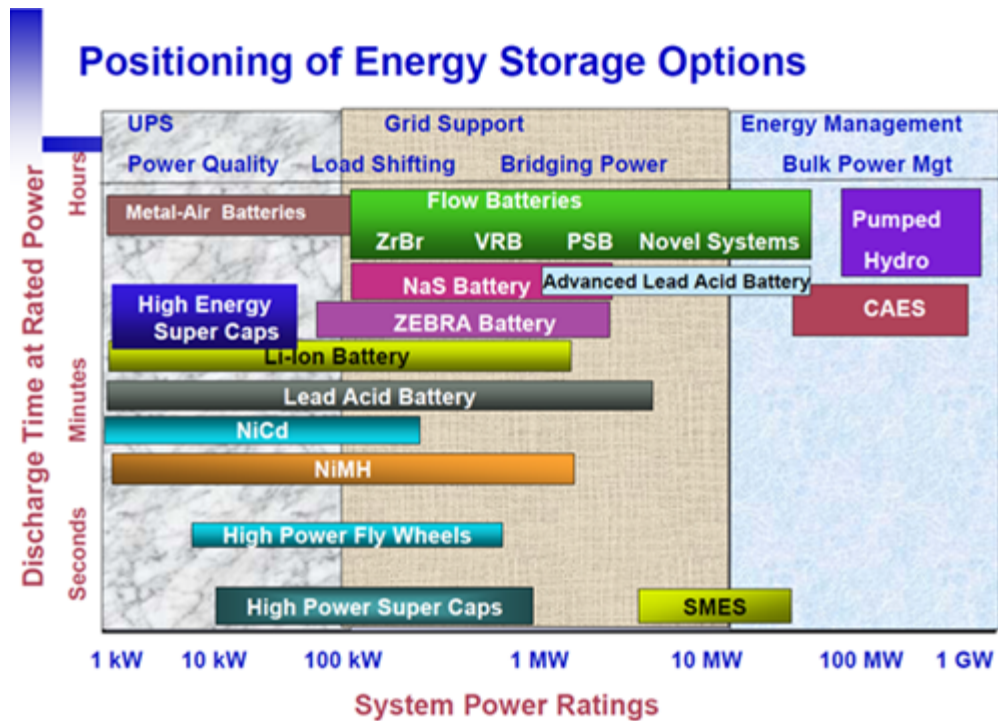 Positioning of Energy Storage Options
UPS Grid Support Energy Management
Power Quality Load Shifting Bridging Power Bulk Power Mgt
Discharge Time at Rated Power
Hours
Minutes
Seconds
Metal-Air Batteries
Flow Batteries
ZrBr VRB PSB Novel Systems
Pumped
Hydro
NaS Battery
Advanced Lead Acid Battery
High Energy
Super Caps
ZEBRA Battery
CAES
Li-Ion Battery
Lead Acid Battery
NiCd
NiMH
High Power Fly Wheels
High Power Super Caps
SMES
1 kW 10 kW 100 kW 1 MW 10 MW 100 MW 1 GW
System Power Ratings